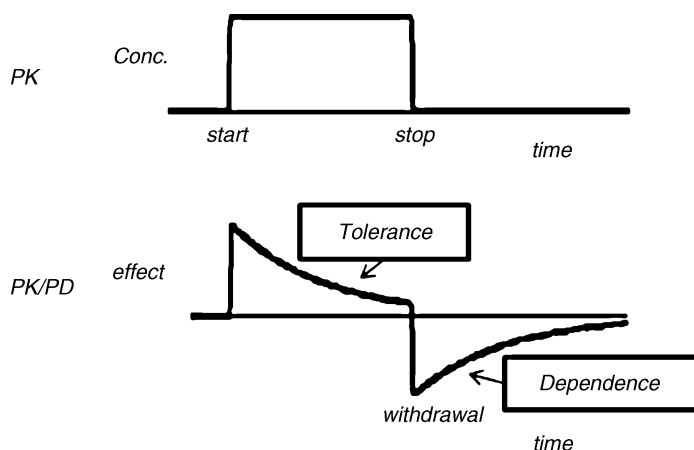 Conc.
PK
start
stop
time
Tolerance
effect
PK/PD
Dependence
withdrawal
time